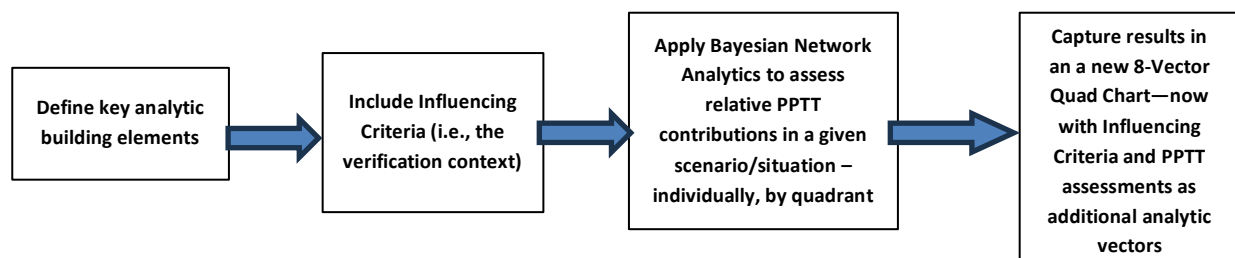 Define key analytic
building elements
Include Influencing
Criteria (i.e., the
verification context)
Apply Bayesian Network
Analytics to assess
relative PPTT
contributions in a given
scenario/situation –
individually, by quadrant
Capture results in
an a new 8-Vector
Quad Chart—now
with Influencing
Criteria and PPTT
assessments as
additional analytic
vectors